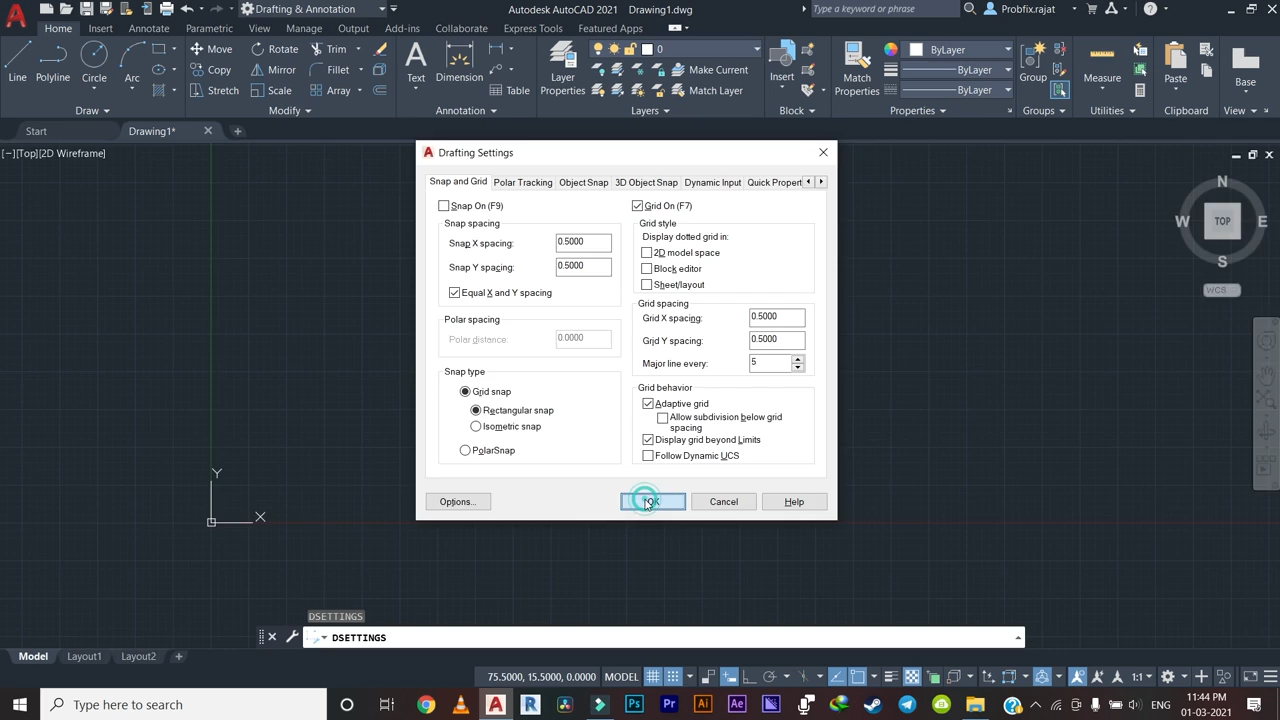 Drafting & Annotation
Autodesk AutoCAD 2021 Drawing1.dwg
Type a keyword or phrase
Probfix.rajat
Home Insert Annotate Parametric View Manage Output Add-ins Collaborate Express Tools Featured Apps
Line Polyline Circle Arc
Move Rotate Trim
Copy Mirror Fillet
Stretch Scale Array
Text Dimension Table
Layer Properties
0
Make Current
Match Layer
Insert
Match Properties
ByLayer
ByLayer
ByLayer
Group
Measure
Paste
Base
Draw Modify Annotation Layers Block Properties Groups Utilities Clipboard View
Start Drawing1*
[−][Top][2D Wireframe]
N
W TOP E
S
WCS
Drafting Settings
Snap and Grid Polar Tracking Object Snap 3D Object Snap Dynamic Input Quick Propert
Snap On (F9)
Snap spacing
Snap X spacing: 0.5000
Snap Y spacing: 0.5000
Equal X and Y spacing
Polar spacing
Polar distance: 0.0000
Snap type
Grid snap
Rectangular snap
Isometric snap
PolarSnap
Grid On (F7)
Grid style
Display dotted grid in:
2D model space
Block editor
Sheet/layout
Grid spacing
Grid X spacing: 0.5000
Grid Y spacing: 0.5000
Major line every: 5
Grid behavior
Adaptive grid
Allow subdivision below grid
spacing
Display grid beyond Limits
Follow Dynamic UCS
Options... OK Cancel Help
Y
X
DSETTINGS
DSETTINGS
Model Layout1 Layout2
75.5000, 15.5000, 0.0000 MODEL 1:1
Type here to search
ENG
11:44 PM
01-03-2021